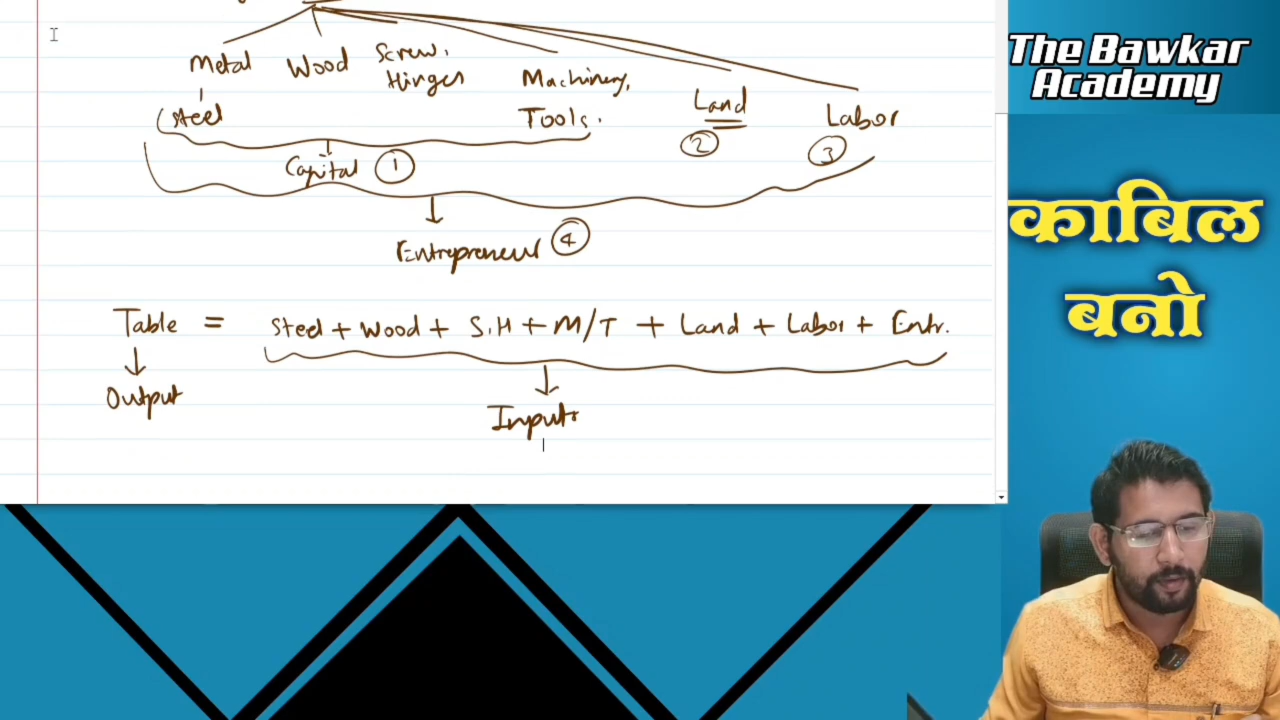 Metal Wood Screw, Hinges Machinery, Tools. Land Labor
Steel
Capital ① ② ③
Entrepreneur ④
Table = Steel + Wood + S.H + M/T + Land + Labor + Entr.
Output
Inputs
The Bawkar
Academy
काबिल
बनो